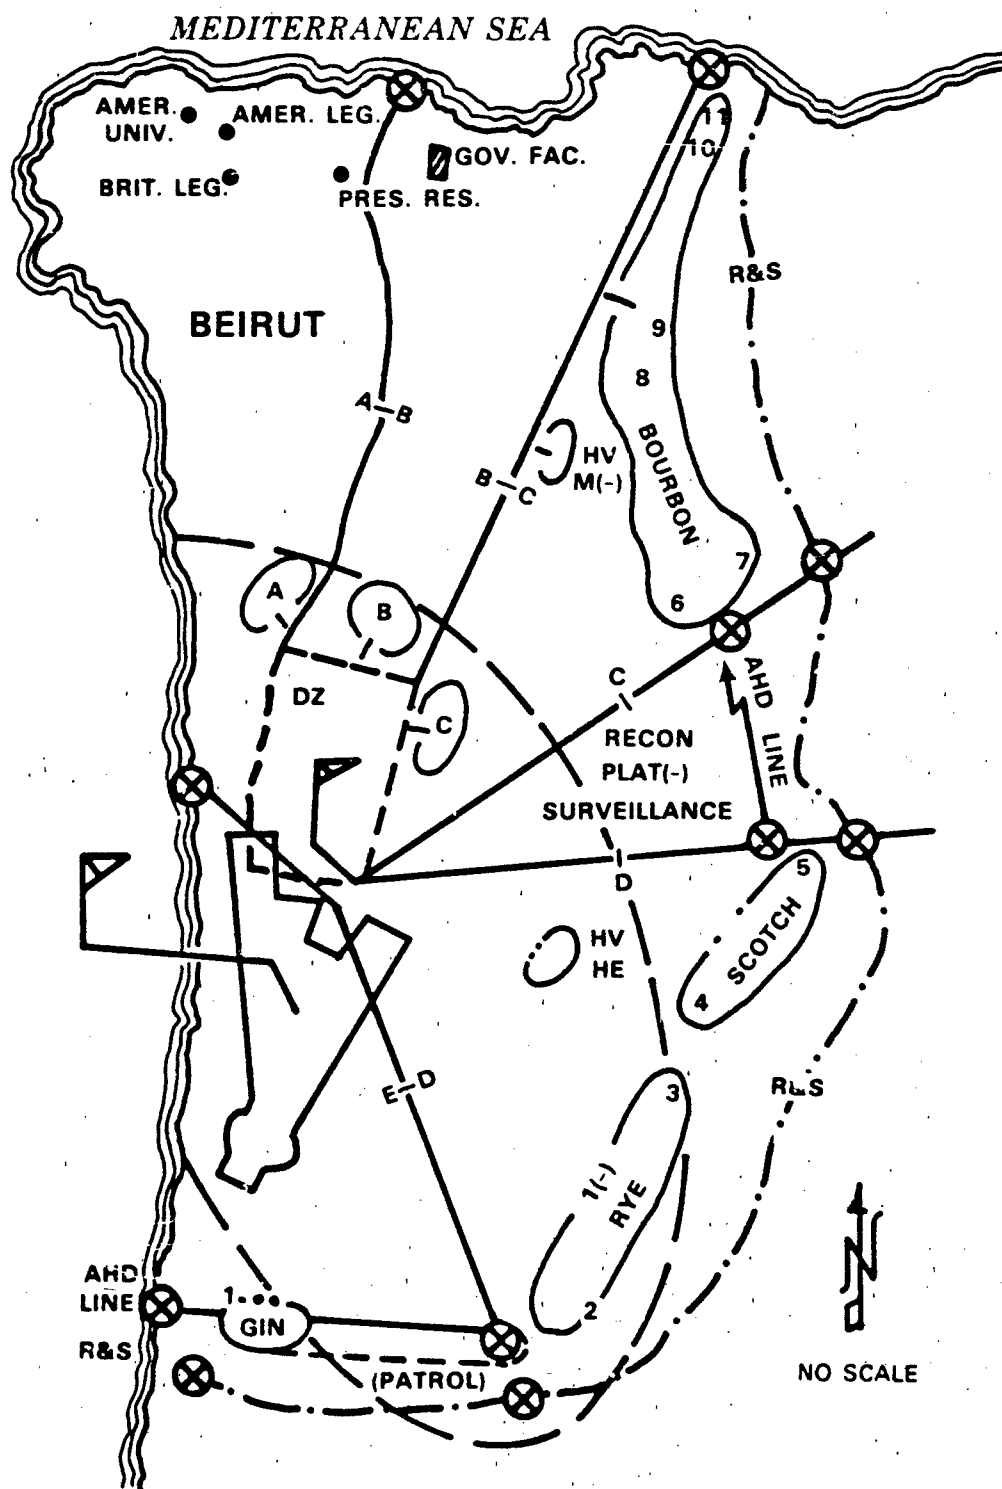 MEDITERRANEAN SEA
AMER.
UNIV.
AMER. LEG.
BRIT. LEG.
PRES. RES.
GOV. FAC.
11
10
R&S
BEIRUT
9
8
A-B
BOURBON
HV
M(-)
B-C
7
6
A
B
DZ
C
C
AHD LINE
RECON
PLAT(-)
SURVEILLANCE
D
5
SCOTCH
4
HV
HE
E-D
R&S
3
1(-)
RYE
2
AHD
LINE
1
GIN
R&S
(PATROL)
NO SCALE